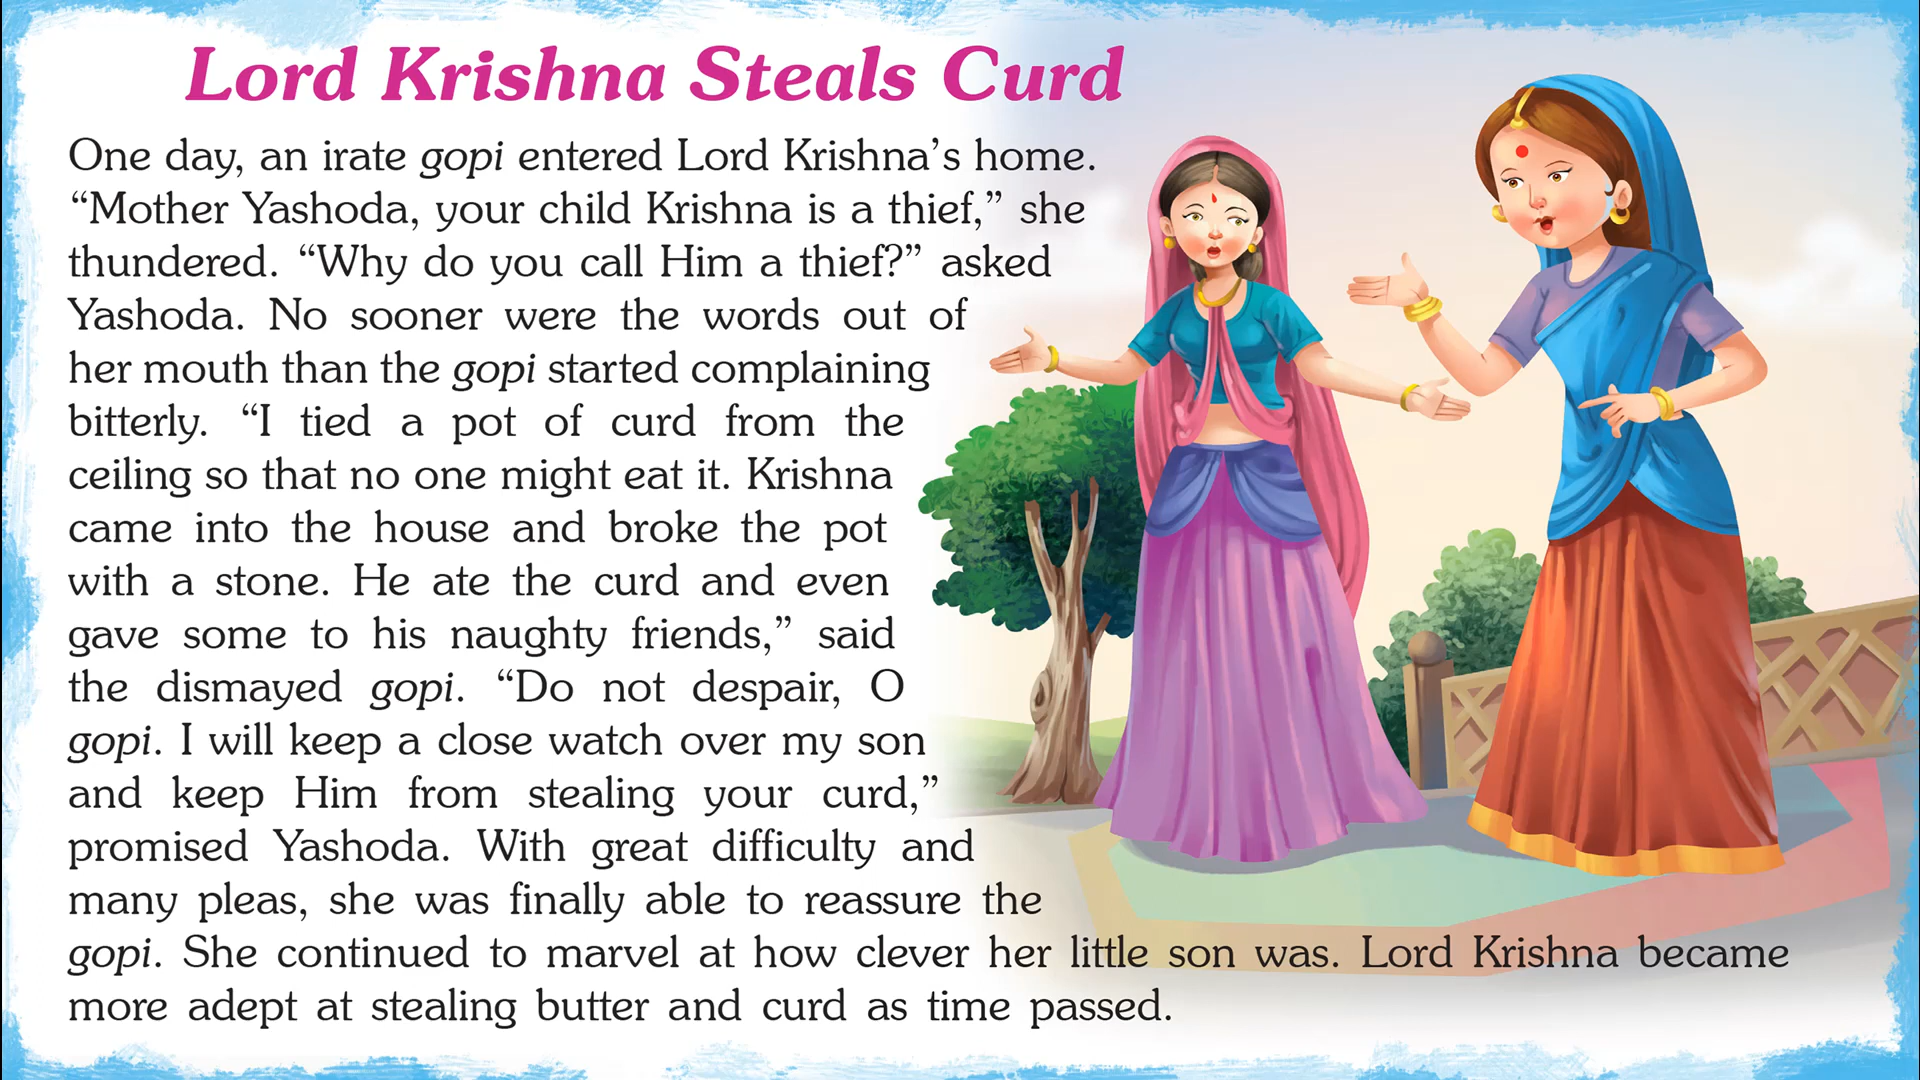 Lord Krishna Steals Curd
One day, an irate gopi entered Lord Krishna’s home.
“Mother Yashoda, your child Krishna is a thief,” she
thundered. “Why do you call Him a thief?” asked
Yashoda. No sooner were the words out of
her mouth than the gopi started complaining
bitterly. “I tied a pot of curd from the
ceiling so that no one might eat it. Krishna
came into the house and broke the pot
with a stone. He ate the curd and even
gave some to his naughty friends,” said
the dismayed gopi. “Do not despair, O
gopi. I will keep a close watch over my son
and keep Him from stealing your curd,”
promised Yashoda. With great difficulty and
many pleas, she was finally able to reassure the
gopi. She continued to marvel at how clever her little son was. Lord Krishna became
more adept at stealing butter and curd as time passed.